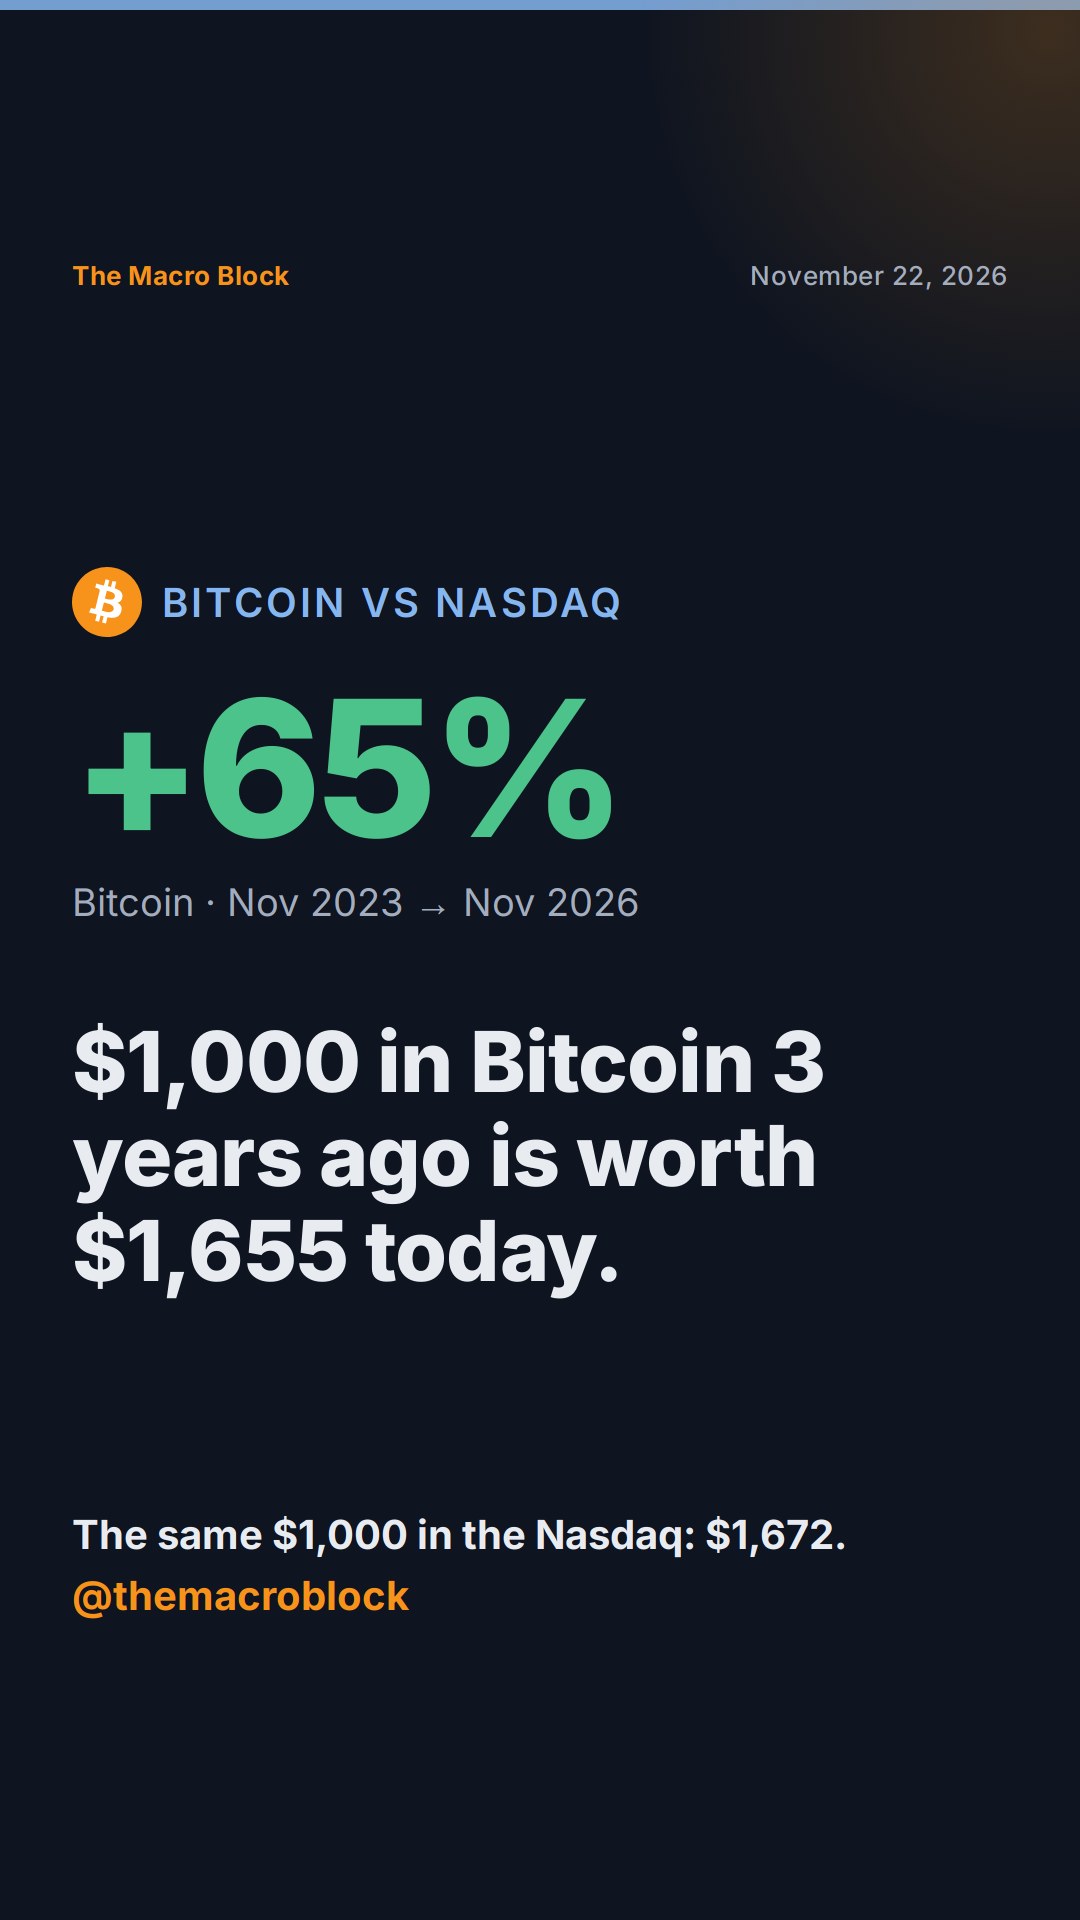 The Macro Block
November 22, 2026
BITCOIN VS NASDAQ
+65%
Bitcoin · Nov 2023 → Nov 2026
$1,000 in Bitcoin 3
years ago is worth
$1,655 today.
The same $1,000 in the Nasdaq: $1,672.
@themacroblock